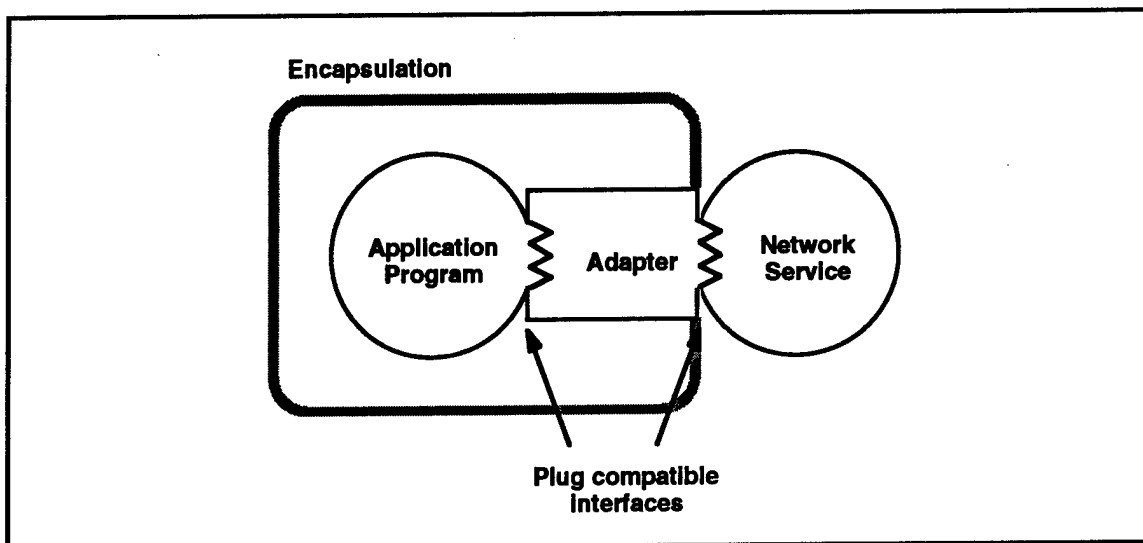 Encapsulation
Application
Program
Adapter
Network
Service
Plug compatible
interfaces